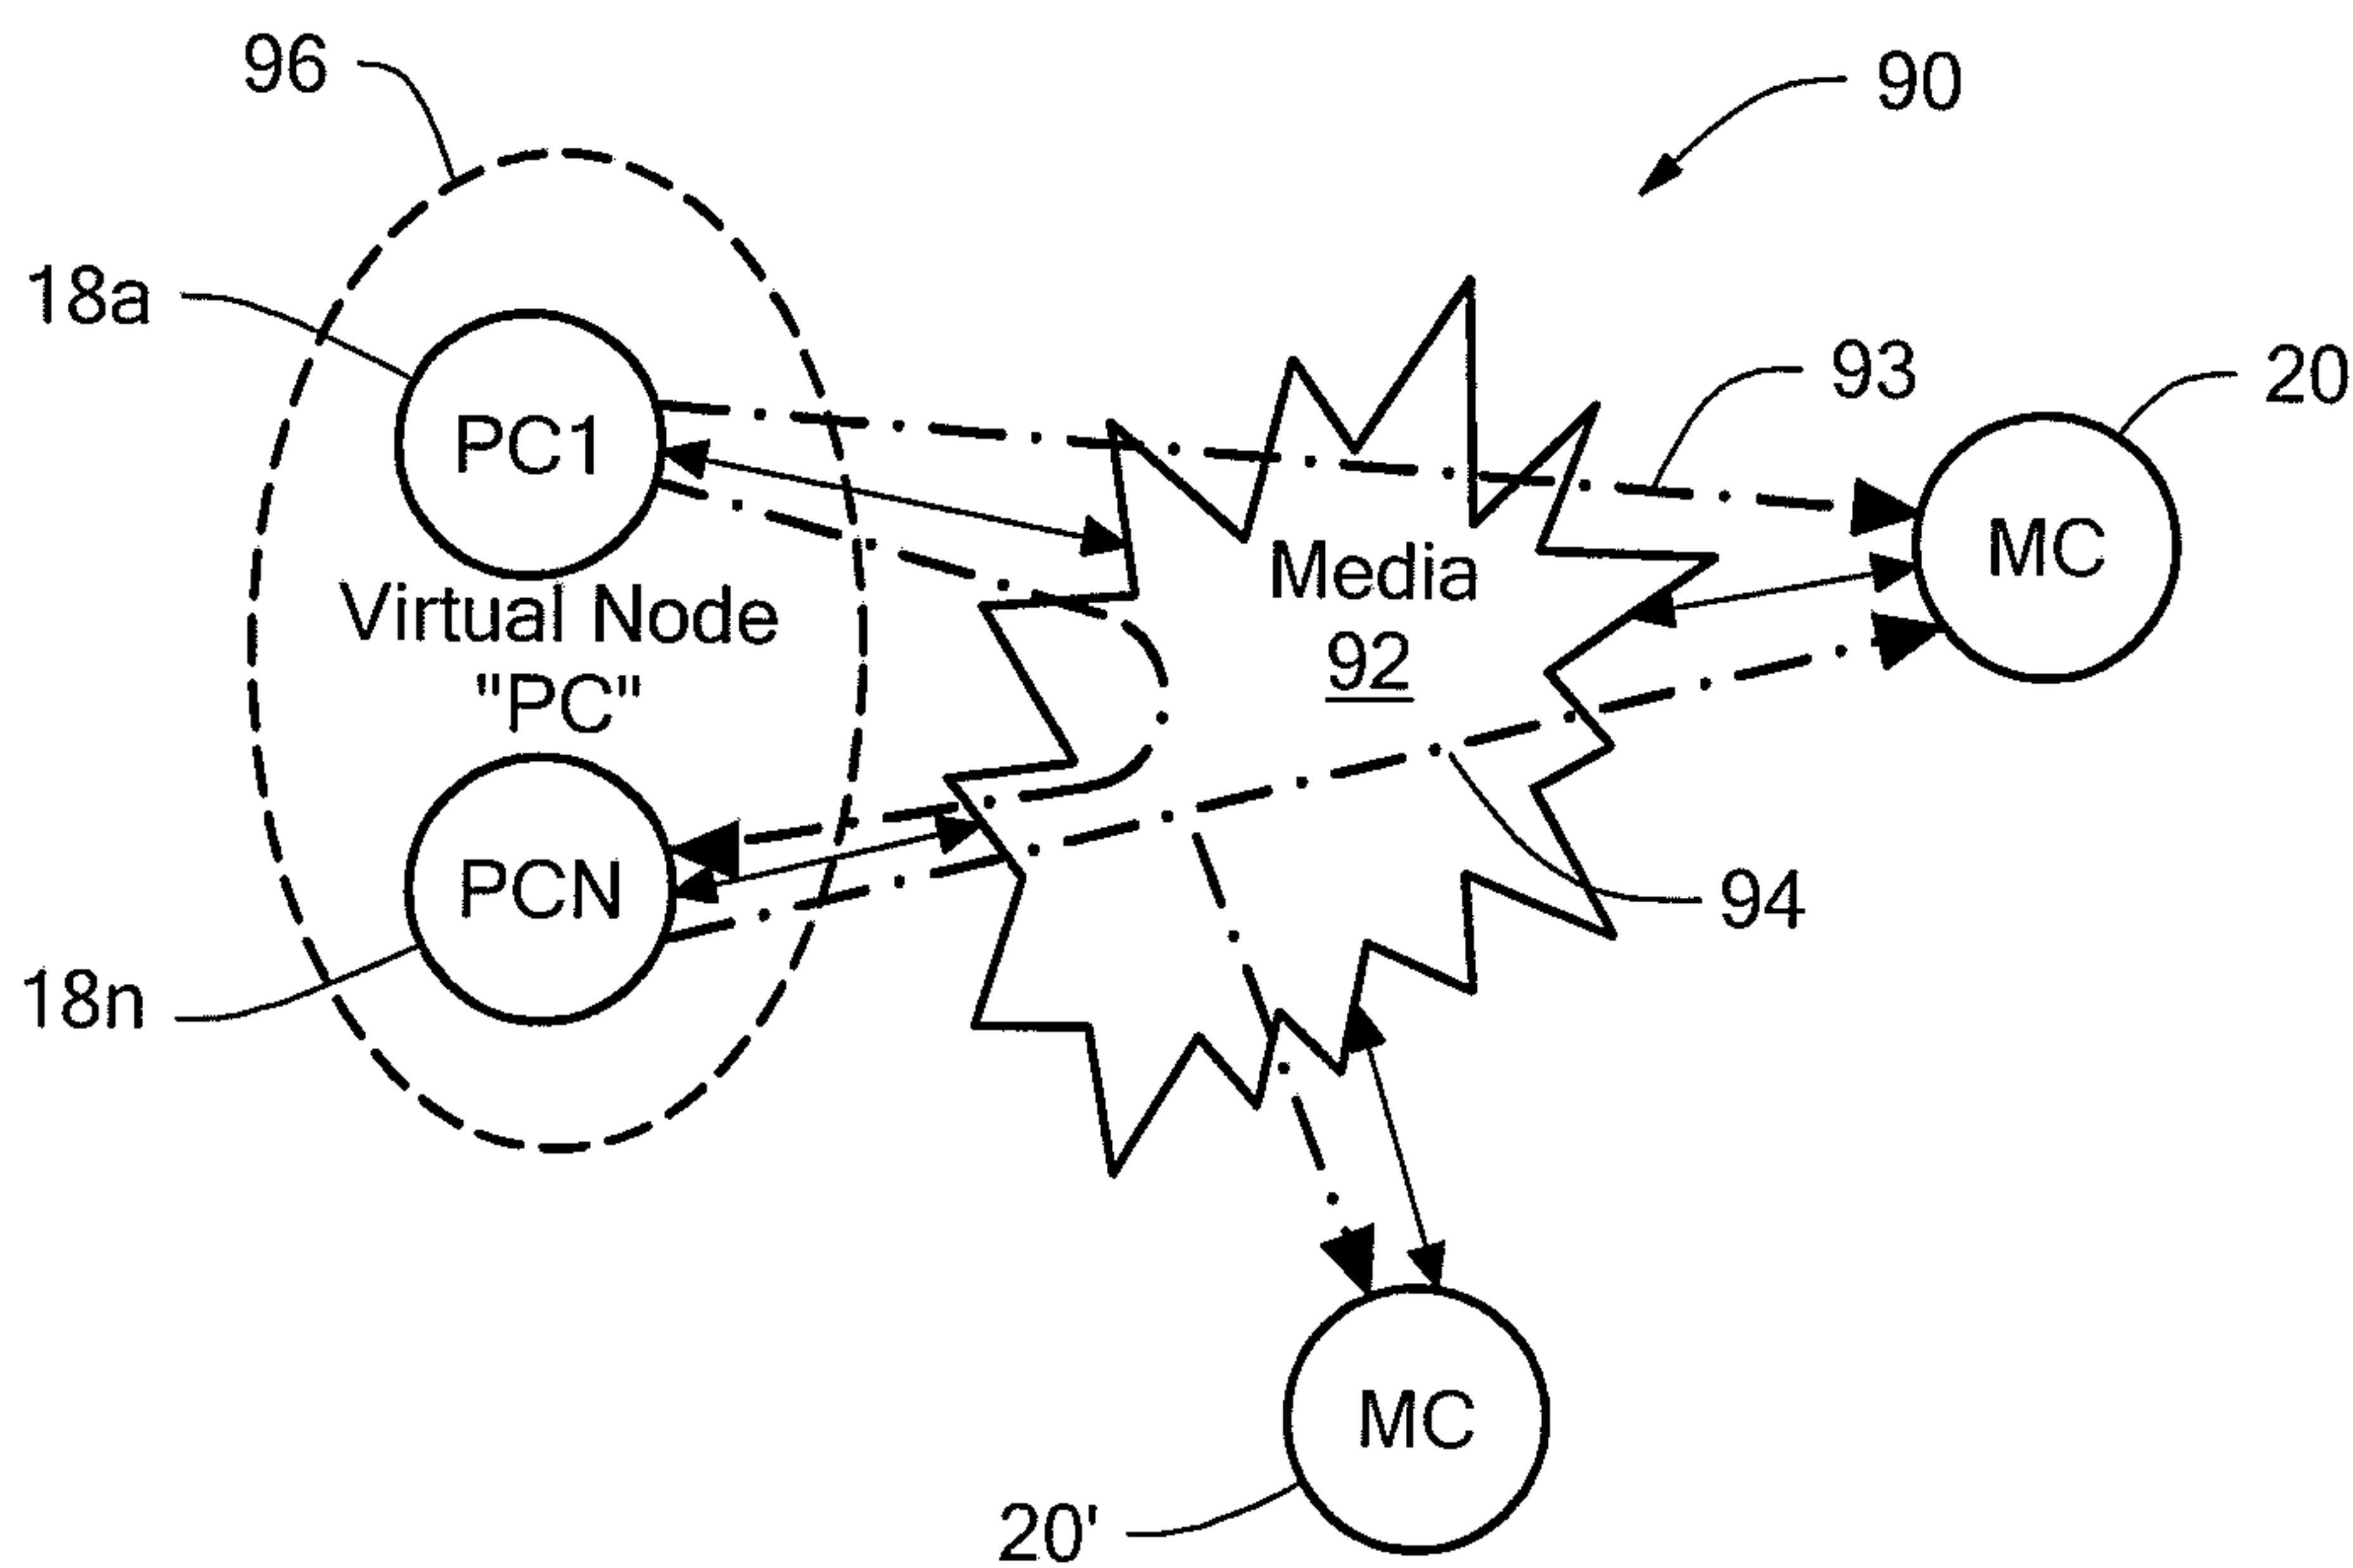 96
90
18a
93
20
PC1
MC
Media
92
Virtual Node
"PC"
PCN
94
18n
MC
20'